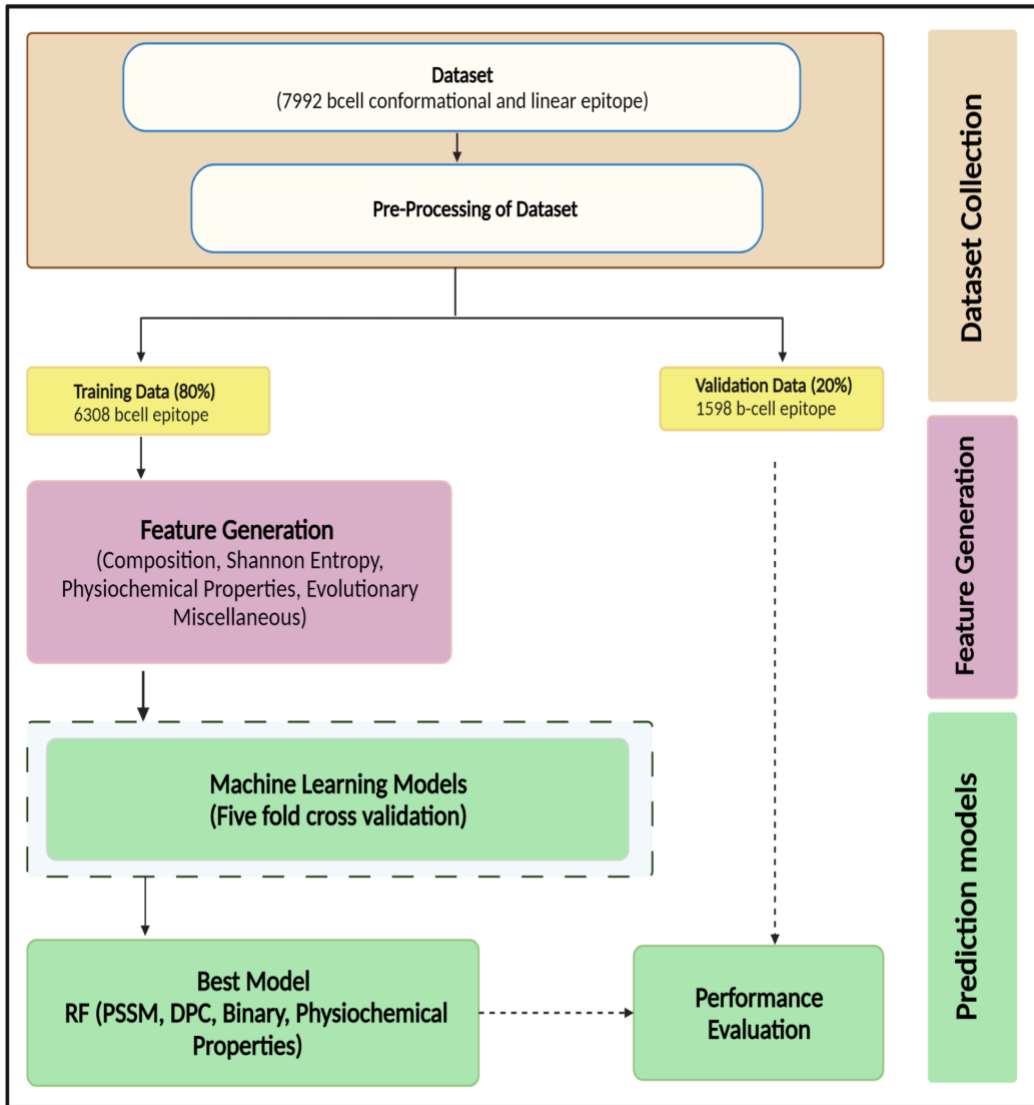 Dataset
(7992 bcell conformational and linear epitope)
Pre-Processing of Dataset
Dataset Collection
Training Data (80%)
6308 bcell epitope
Validation Data (20%)
1598 b-cell epitope
Feature Generation
(Composition, Shannon Entropy,
Physiochemical Properties, Evolutionary
Miscellaneous)
Feature Generation
Machine Learning Models
(Five fold cross validation)
Best Model
RF (PSSM, DPC, Binary, Physiochemical
Properties)
Performance
Evaluation
Prediction models